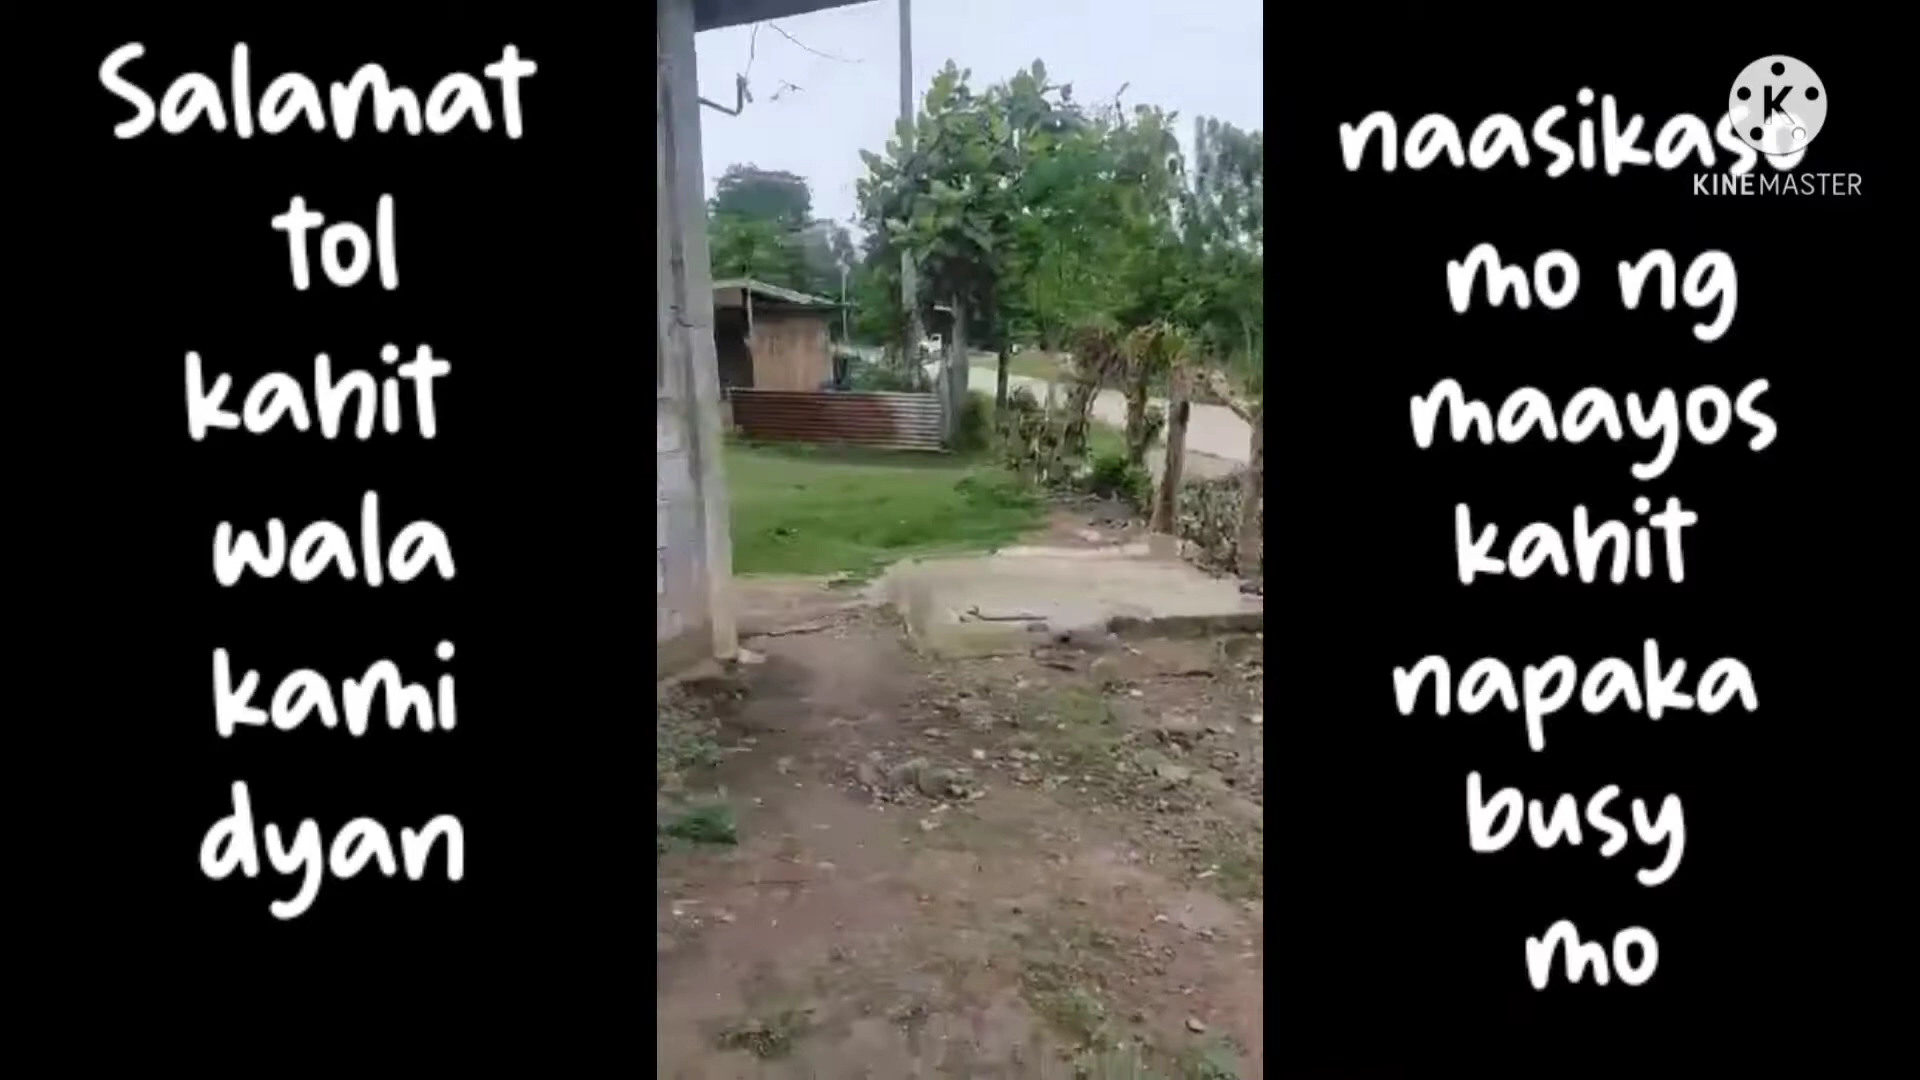 Salamat
tol
kahit
wala
kami
dyan
naasikaso
mo ng
maayos
kahit
napaka
busy
mo
K
KINEMASTER